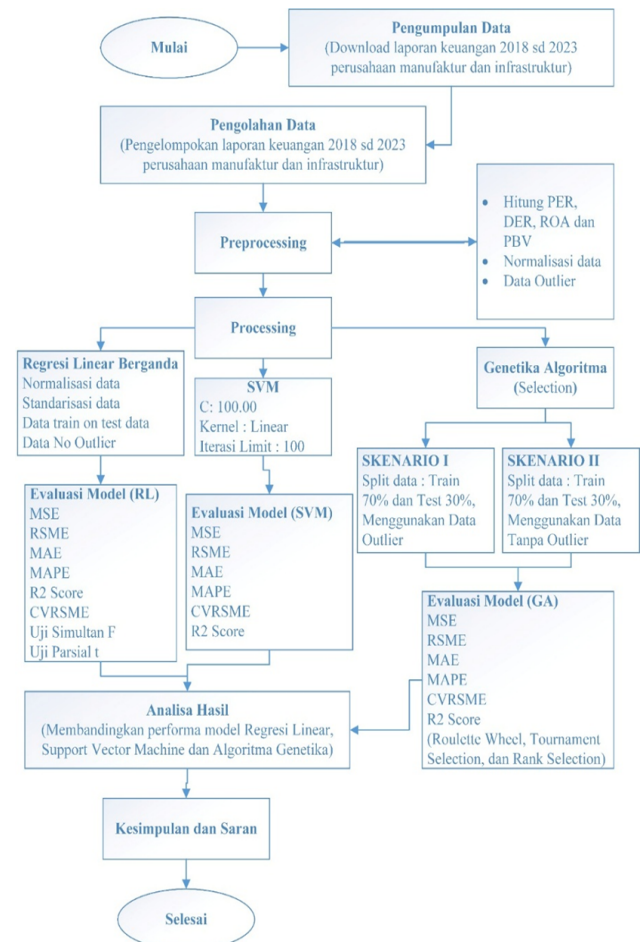 Mulai
Pengumpulan Data
(Download laporan keuangan 2018 sd 2023
perusahaan manufaktur dan infrastruktur)
Pengolahan Data
(Pengelompokan laporan keuangan 2018 sd 2023
perusahaan manufaktur dan infrastruktur)
Preprocessing
• Hitung PER,
DER, ROA dan
PBV
• Normalisasi data
• Data Outlier
Processing
Regresi Linear Berganda
Normalisasi data
Standarisasi data
Data train on test data
Data No Outlier
SVM
C: 100.00
Kernel : Linear
Iterasi Limit : 100
Genetika Algoritma
(Selection)
SKENARIO I
Split data : Train
70% dan Test 30%,
Menggunakan Data
Outlier
SKENARIO II
Split data : Train
70% dan Test 30%,
Menggunakan Data
Tanpa Outlier
Evaluasi Model (RL)
MSE
RSME
MAE
MAPE
R2 Score
CVRSME
Uji Simultan F
Uji Parsial t
Evaluasi Model (SVM)
MSE
RSME
MAE
MAPE
CVRSME
R2 Score
Evaluasi Model (GA)
MSE
RSME
MAE
MAPE
CVRSME
R2 Score
(Roulette Wheel, Tournament
Selection, dan Rank Selection)
Analisa Hasil
(Membandingkan performa model Regresi Linear,
Support Vector Machine dan Algoritma Genetika)
Kesimpulan dan Saran
Selesai